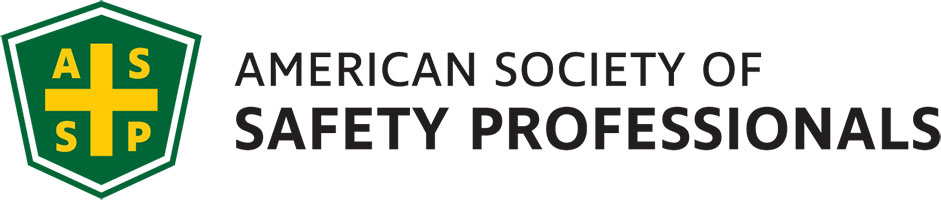 A S
S P
AMERICAN SOCIETY OF
SAFETY PROFESSIONALS